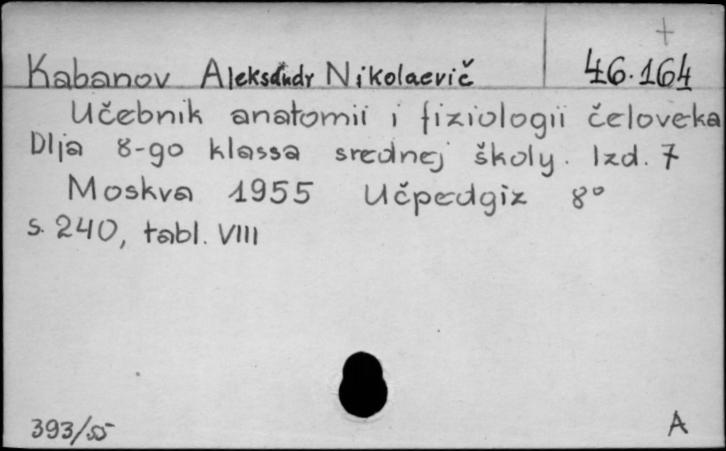 +
Kabanov Aleksandr Nikolaevič 46.164
Učebnik anatomii i fiziologii čeloveka
Dlja 8-go klassa srednej školy. Izd. 7
Moskva 1955 Učpedgiz 8°
s. 240, tabl. VIII
393/55 A